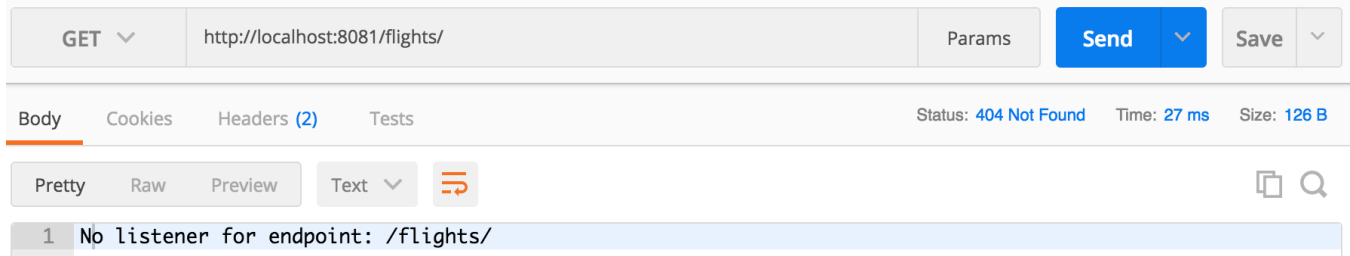 GET http://localhost:8081/flights/ Params Send Save
Body Cookies Headers (2) Tests Status: 404 Not Found Time: 27 ms Size: 126 B
Pretty Raw Preview Text
1 No listener for endpoint: /flights/